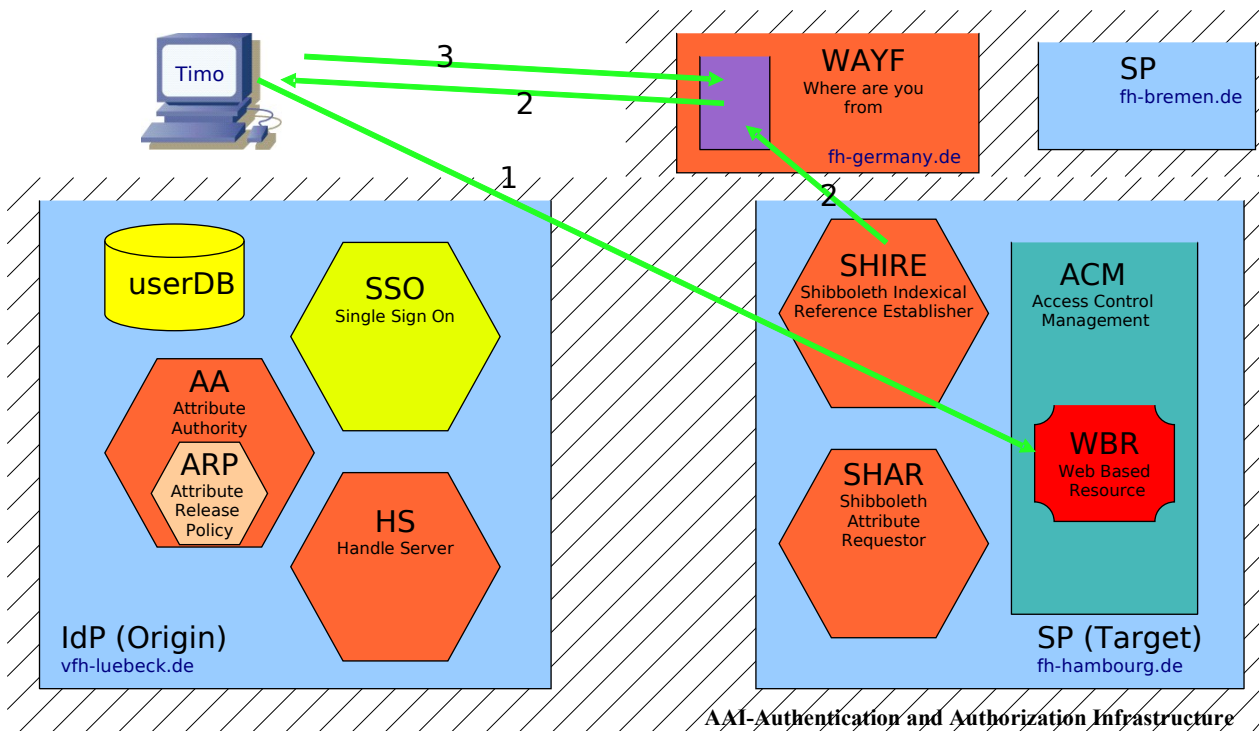 Timo
3
2
1
2
WAYF
Where are you
from
fh-germany.de
SP
fh-bremen.de
userDB
SSO
Single Sign On
AA
Attribute
Authority
ARP
Attribute
Release
Policy
HS
Handle Server
IdP (Origin)
vfh-luebeck.de
SHIRE
Shibboleth Indexical
Reference Establisher
SHAR
Shibboleth
Attribute
Requestor
ACM
Access Control
Management
WBR
Web Based
Resource
SP (Target)
fh-hambourg.de
AAI-Authentication and Authorization Infrastructure